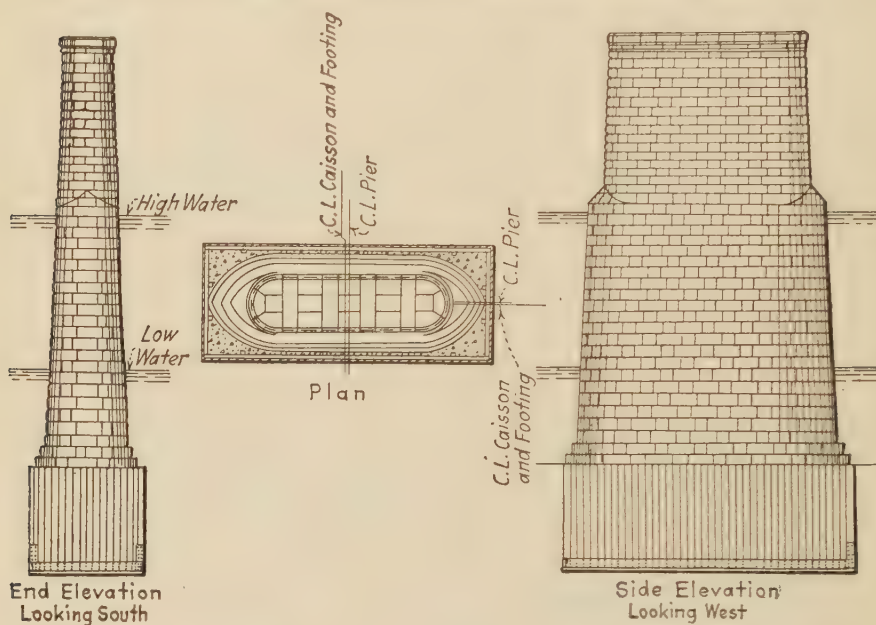 High Water
Low
Water
End Elevation
Looking South
C.L. Caisson and Footing
C.L. Pier
Plan
C.L. Pier
C.L. Caisson
and Footing
Side Elevation
Looking West